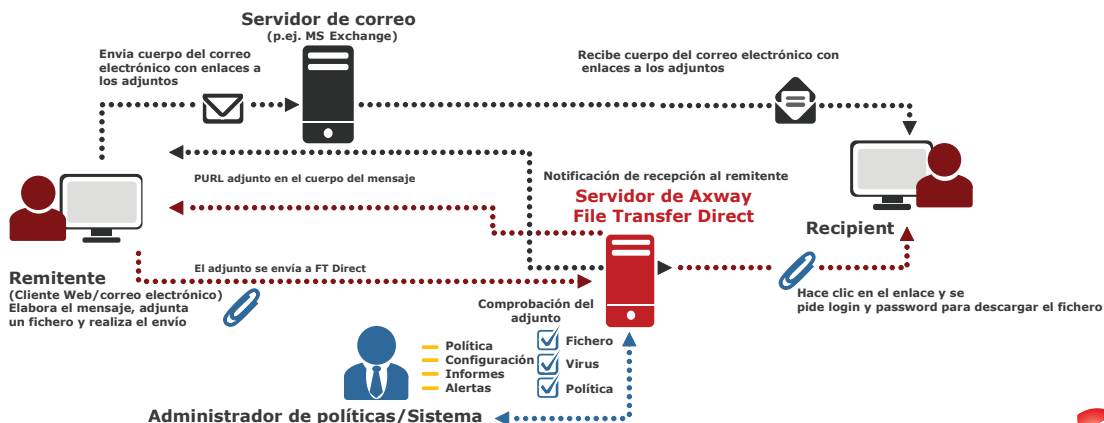 Servidor de correo
(p.ej. MS Exchange)
Envia cuerpo del correo
electrónico con enlaces a
los adjuntos
Recibe cuerpo del correo electrónico con
enlaces a los adjuntos
PURL adjunto en el cuerpo del mensaje
Notificación de recepción al remitente
Servidor de Axway
File Transfer Direct
Recipient
El adjunto se envía a FT Direct
Remitente
(Cliente Web/correo electrónico)
Elabora el mensaje, adjunta
un fichero y realiza el envío
Hace clic en el enlace y se
pide login y password para descargar el fichero
Comprobación del
adjunto
Fichero
Virus
Política
Política
Configuración
Informes
Alertas
Administrador de políticas/Sistema